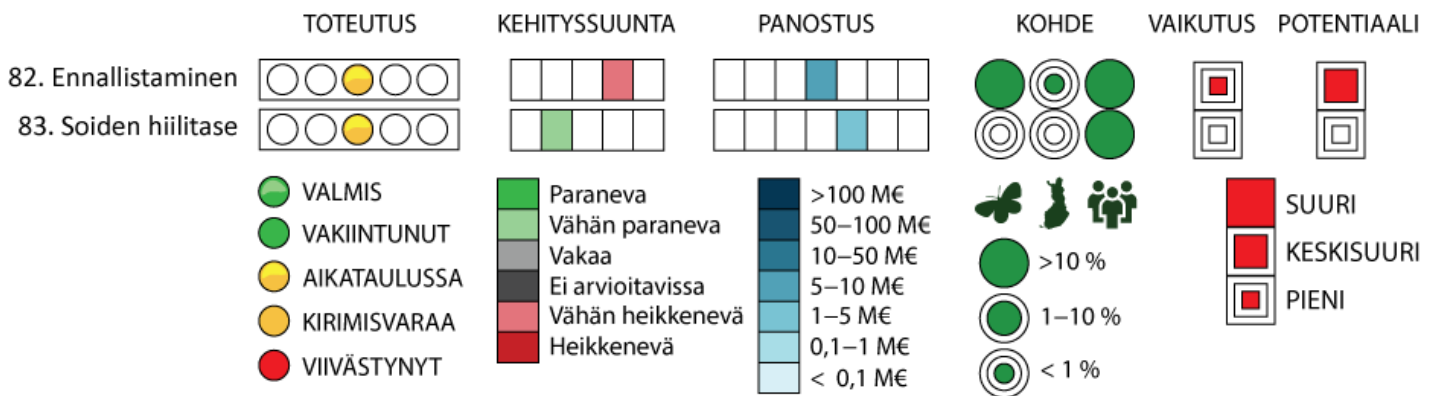 TOTEUTUS KEHITYSSUUNTA PANOSTUS KOHDE VAIKUTUS POTENTIAALI
82. Ennallistaminen
83. Soiden hiilitase
VALMIS
VAKIINTUNUT
AIKATAULUSSA
KIRIMISVARAA
VIIVÄSTYNYT
Paraneva
Vähän paraneva
Vakaa
Ei arvioitavissa
Vähän heikkenevä
Heikkenevä
>100 M€
50–100 M€
10–50 M€
5–10 M€
1–5 M€
0,1–1 M€
< 0,1 M€
>10 %
1–10 %
< 1 %
SUURI
KESKISUURI
PIENI